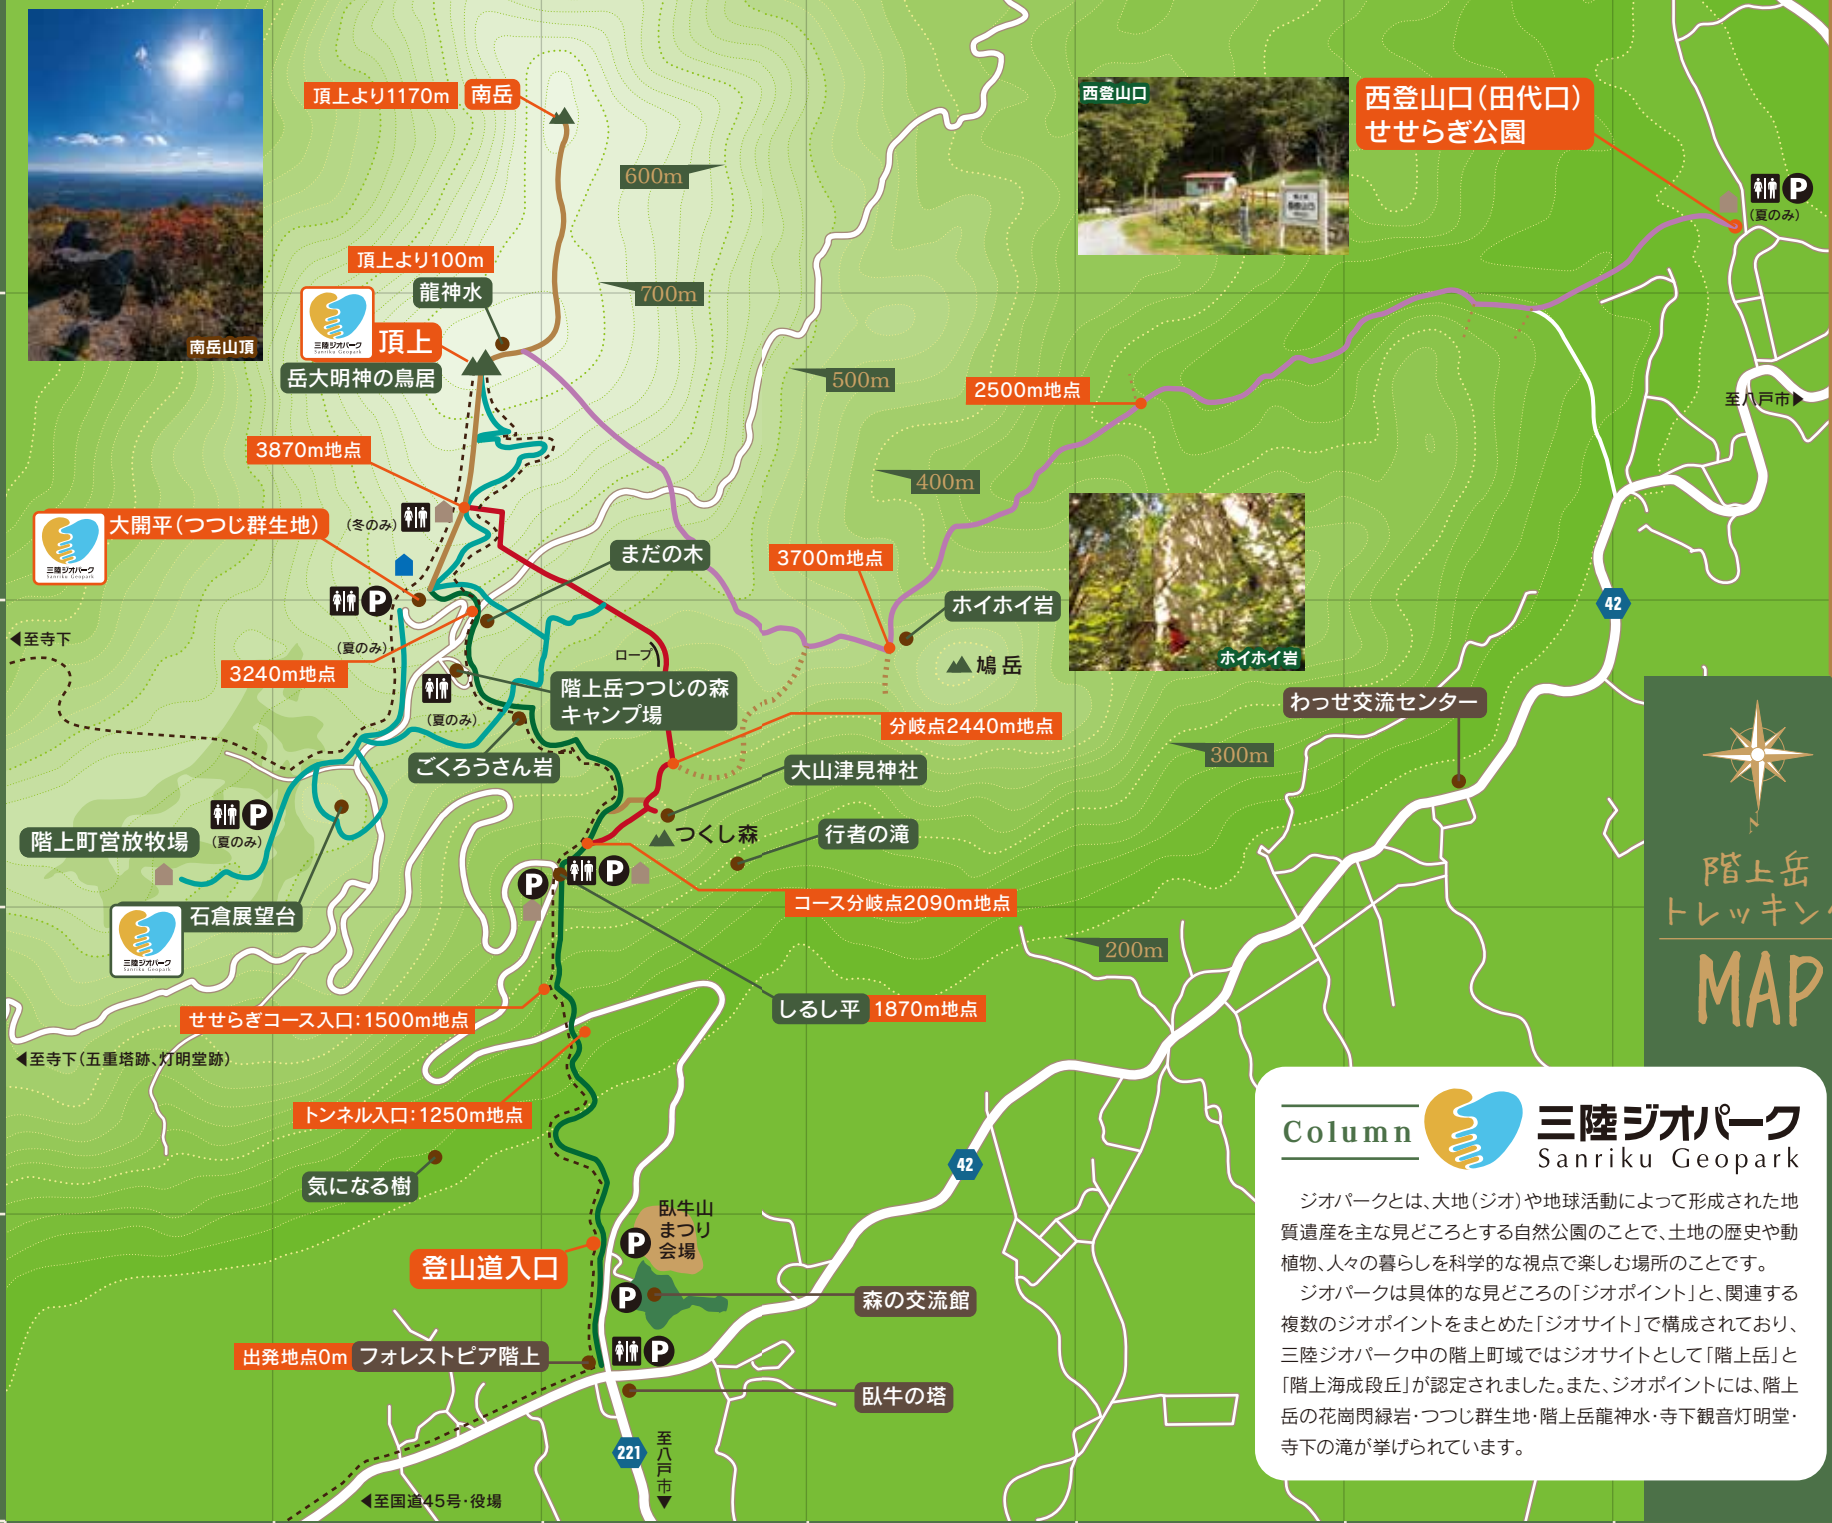 頂上より1170m
南岳
600m
南岳山頂
西登山口
西登山口（田代口）
せせらぎ公園
P
（夏のみ）
頂上より100m
龍神水
700m
三陸ジオパーク
Sanriku Geopark
頂上
岳大明神の鳥居
500m
2500m地点
至八戸市▶
3870m地点
400m
三陸ジオパーク
Sanriku Geopark
大開平（つつじ群生地）
（冬のみ）
まだの木
3700m地点
P
ホイホイ岩
42
◀至寺下
（夏のみ）
ロープ
3240m地点
鳩岳
ホイホイ岩
（夏のみ）
階上岳つつじの森
キャンプ場
わっせ交流センター
分岐点2440m地点
300m
ごくろうさん岩
大山津見神社
P
階上町営放牧場
（夏のみ）
つくし森
行者の滝
P
P
コース分岐点2090m地点
三陸ジオパーク
Sanriku Geopark
石倉展望台
200m
階上岳
トレッキン
MAP
せせらぎコース入口：1500m地点
しるし平
1870m地点
◀至寺下（五重塔跡、灯明堂跡）
トンネル入口：1250m地点
気になる樹
42
臥牛山
まつり
会場
P
登山道入口
P
森の交流館
出発地点0m
フォレストピア階上
P
臥牛の塔
221
至八戸市▼
◀至国道45号・役場
Column
三陸ジオパーク
Sanriku Geopark
ジオパークとは、大地（ジオ）や地球活動によって形成された地
質遺産を主な見どころとする自然公園のことで、土地の歴史や動
植物、人々の暮らしを科学的な視点で楽しむ場所のことです。
ジオパークは具体的な見どころの「ジオポイント」と、関連する
複数のジオポイントをまとめた「ジオサイト」で構成されており、
三陸ジオパーク中の階上町域ではジオサイトとして「階上岳」と
「階上海成段丘」が認定されました。また、ジオポイントには、階上
岳の花崗閃緑岩・つつじ群生地・階上岳龍神水・寺下観音灯明堂・
寺下の滝が挙げられています。